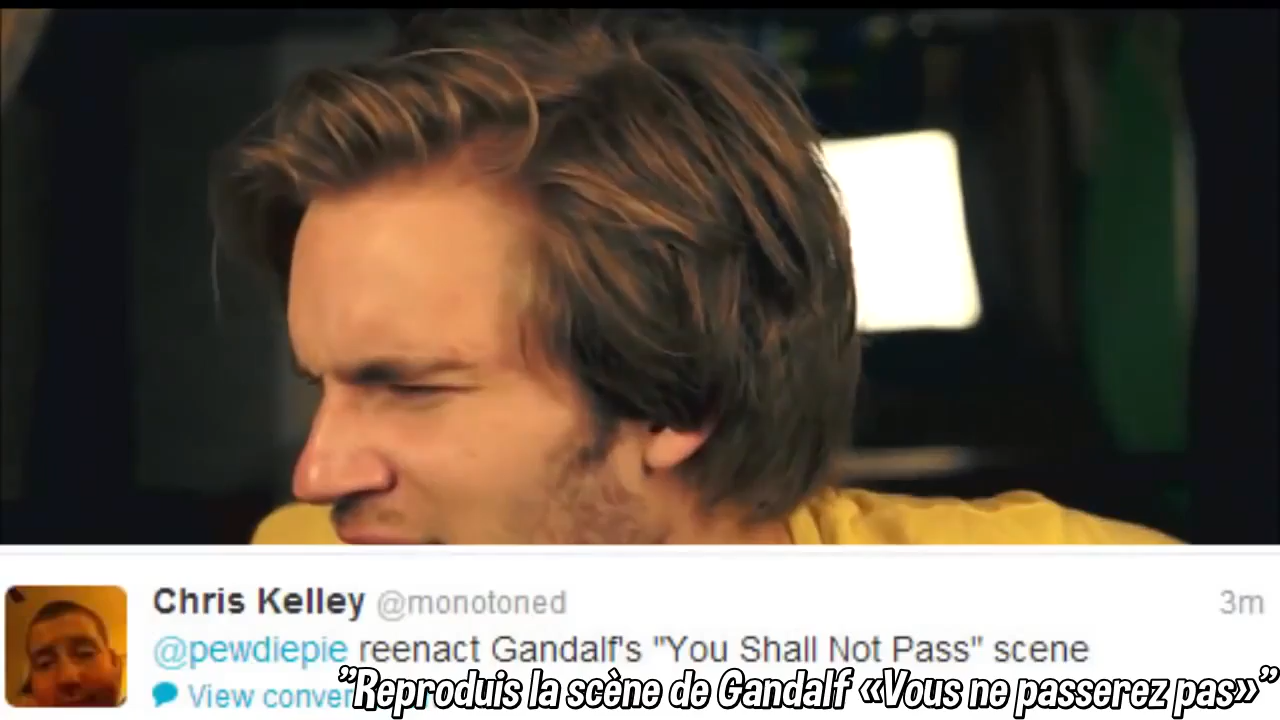 Chris Kelley @monotoned 3m
@pewdiepie reenact Gandalf's "You Shall Not Pass" scene
View conver
"Reproduis la scène de Gandalf «Vous ne passerez pas»"